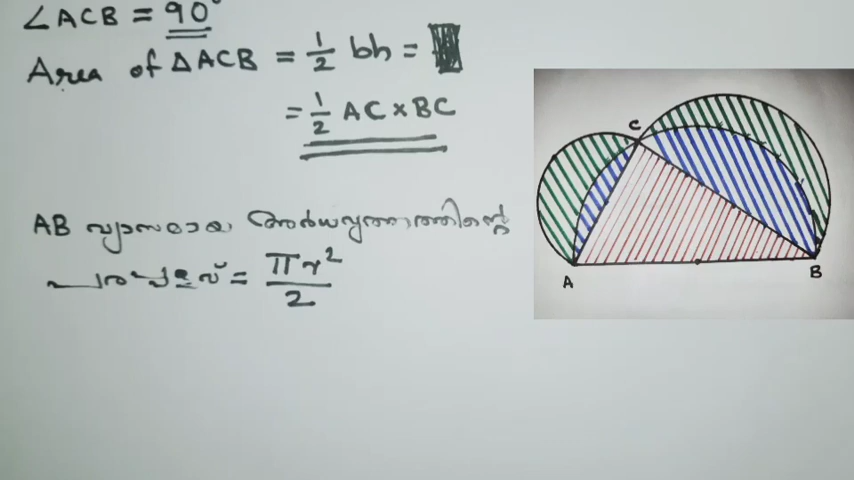 ∠ACB = 90°
Area of ΔACB = 1/2 bh =
= 1/2 AC × BC
AB വ്യാസമായ അർധവൃത്തത്തിന്റെ
പരപ്പളവ് = πr²/2
C
A
B